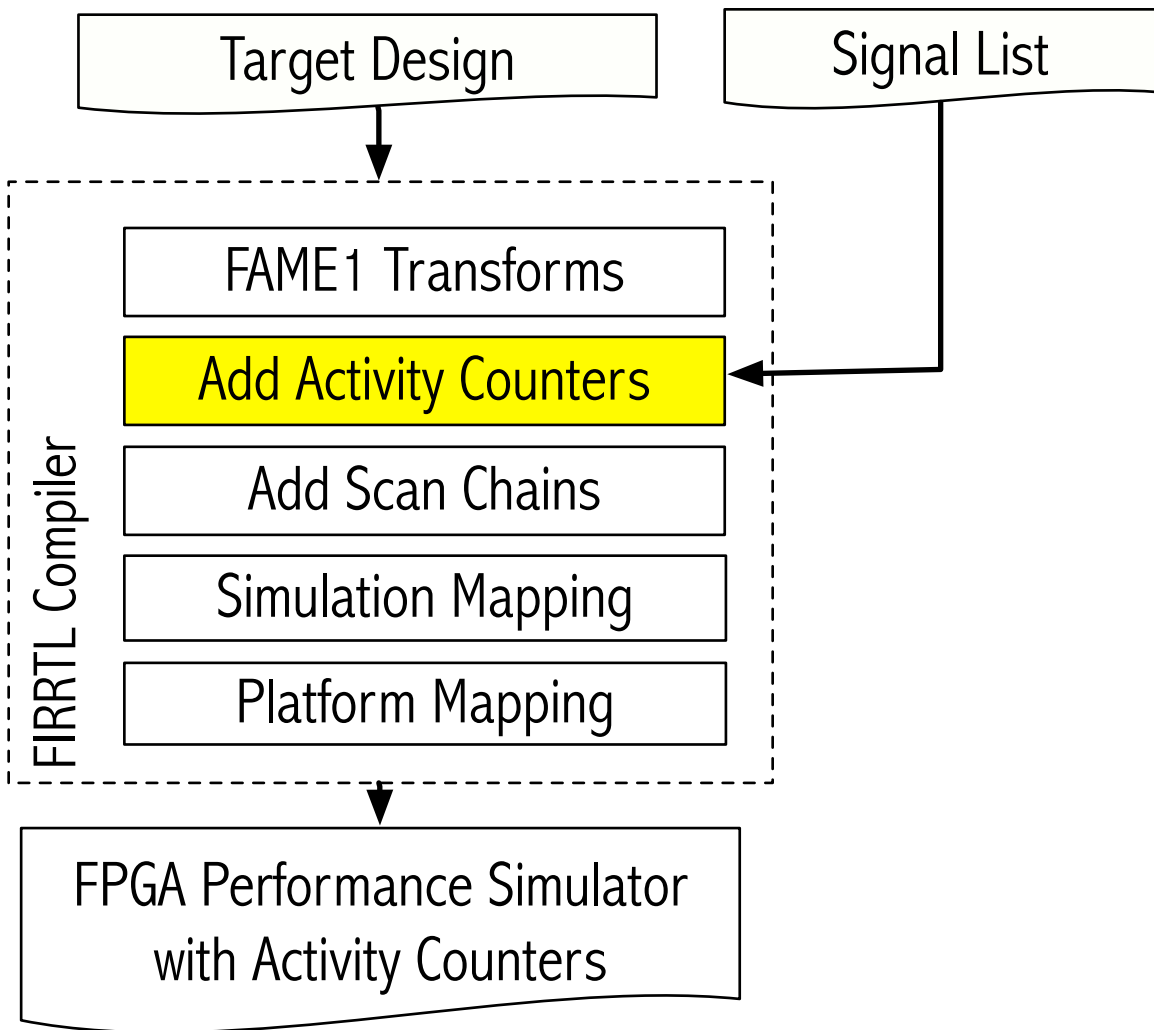 Target Design
Signal List
FAME1 Transforms
Add Activity Counters
Add Scan Chains
Simulation Mapping
Platform Mapping
FIRRTL Compiler
FPGA Performance Simulator
with Activity Counters